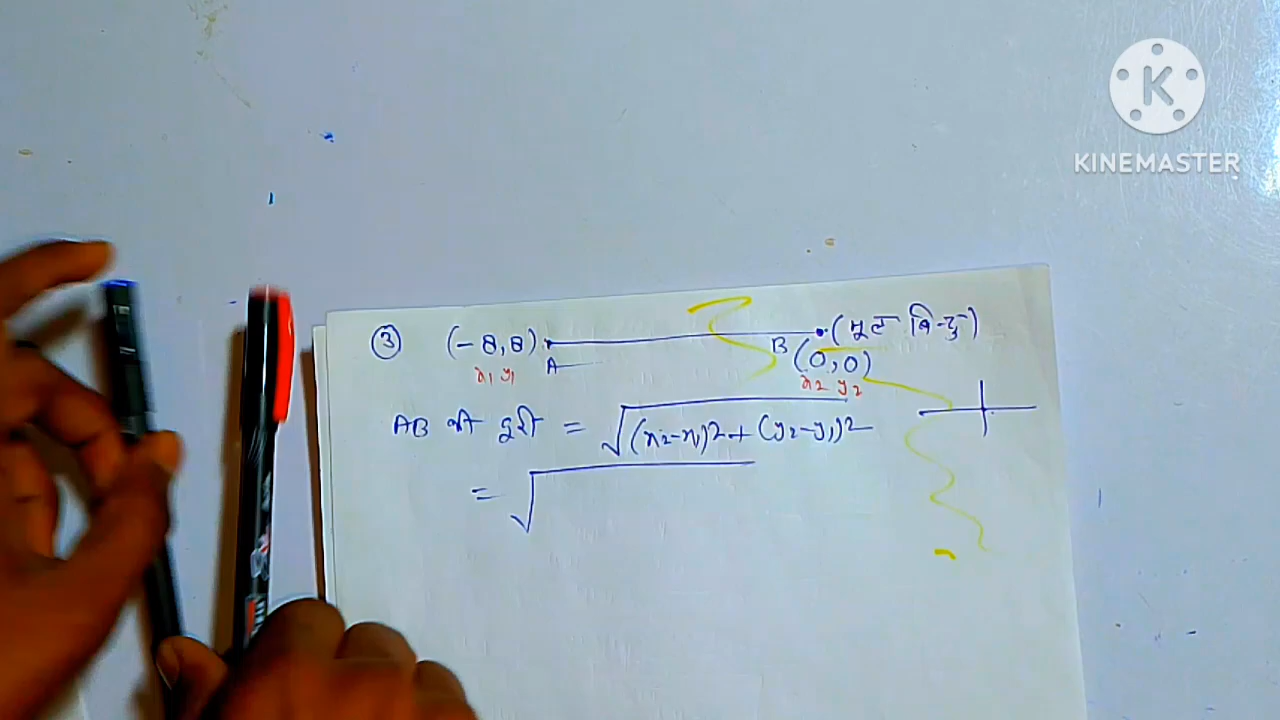 K
KINEMASTER
③ (-8,8) (मूल बिन्दु)
A B (0,0)
x₁ y₁ x₂ y₂
AB की दूरी = √(x₂-x₁)²+(y₂-y₁)²
= √